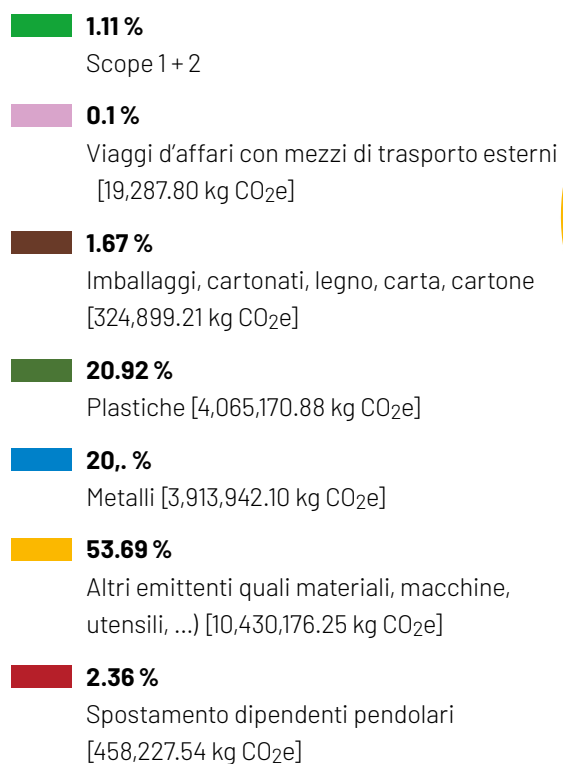 1.11 %
Scope 1 + 2
0.1 %
Viaggi d'affari con mezzi di trasporto esterni
[19,287.80 kg CO2e]
1.67 %
Imballaggi, cartonati, legno, carta, cartone
[324,899.21 kg CO2e]
20.92 %
Plastiche [4,065,170.88 kg CO2e]
20,. %
Metalli [3,913,942.10 kg CO2e]
53.69 %
Altri emittenti quali materiali, macchine,
utensili, ...) [10,430,176.25 kg CO2e]
2.36 %
Spostamento dipendenti pendolari
[458,227.54 kg CO2e]